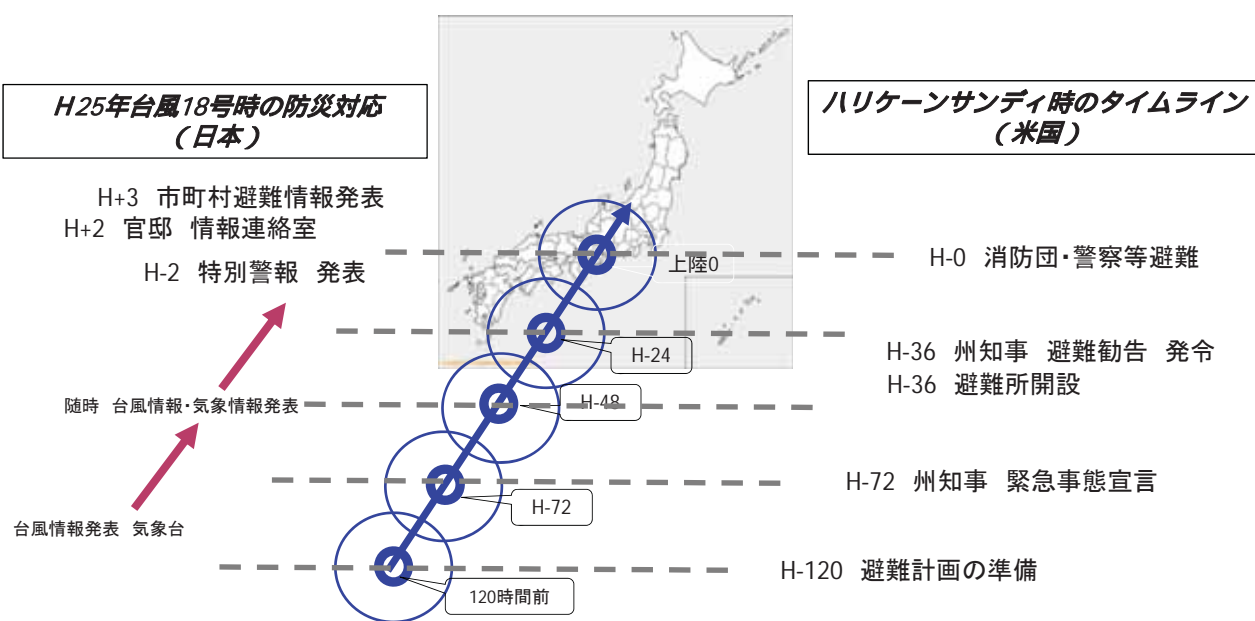 H25年台風18号時の防災対応
（日本）
H+3 市町村避難情報発表
H+2 官邸 情報連絡室
H-2 特別警報 発表
随時 台風情報・気象情報発表
台風情報発表 気象台
上陸0
H-24
H-48
H-72
120時間前
ハリケーンサンディ時のタイムライン
（米国）
H-0 消防団・警察等避難
H-36 州知事 避難勧告 発令
H-36 避難所開設
H-72 州知事 緊急事態宣言
H-120 避難計画の準備